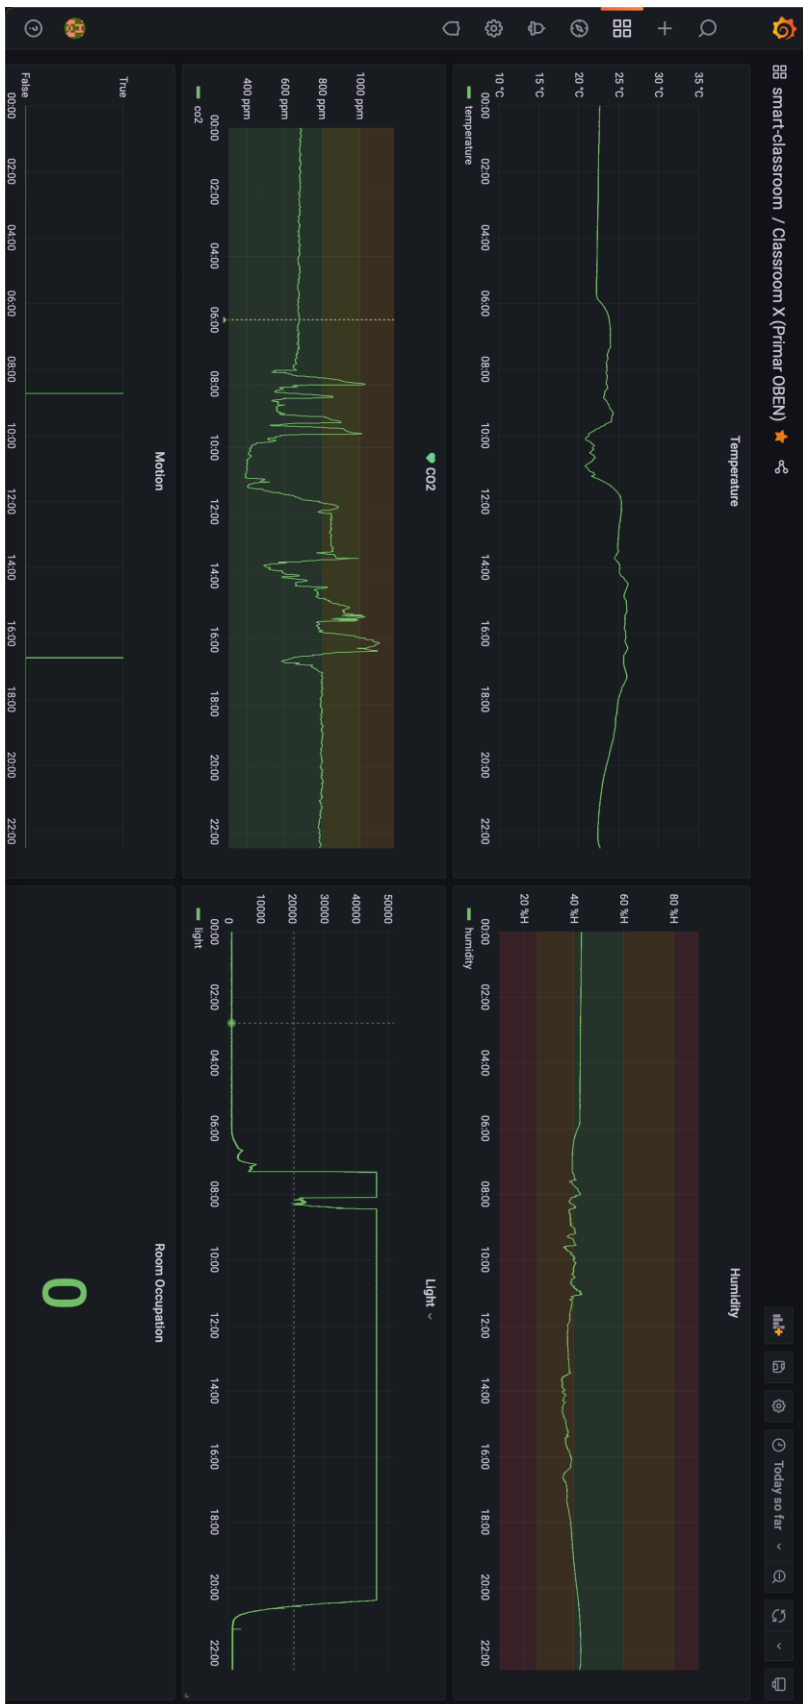 smart-classroom / Classroom X (Primar OBEN)
Today so far
Temperature
35 °C
30 °C
25 °C
20 °C
15 °C
10 °C
00:00 02:00 04:00 06:00 08:00 10:00 12:00 14:00 16:00 18:00 20:00 22:00
temperature
Humidity
80 %H
60 %H
40 %H
20 %H
00:00 02:00 04:00 06:00 08:00 10:00 12:00 14:00 16:00 18:00 20:00 22:00
humidity
CO2
1000 ppm
800 ppm
600 ppm
400 ppm
00:00 02:00 04:00 06:00 08:00 10:00 12:00 14:00 16:00 18:00 20:00 22:00
co2
Light
50000
40000
30000
20000
10000
0
00:00 02:00 04:00 06:00 08:00 10:00 12:00 14:00 16:00 18:00 20:00 22:00
light
Motion
True
False
00:00 02:00 04:00 06:00 08:00 10:00 12:00 14:00 16:00 18:00 20:00 22:00
Room Occupation
0